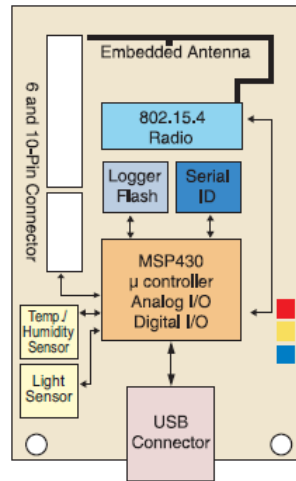 Embedded Antenna
6 and 10-Pin Connector
802.15.4
Radio
Logger
Flash
Serial
ID
MSP430
µ controller
Analog I/O
Digital I/O
Temp./
Humidity
Sensor
Light
Sensor
USB
Connector